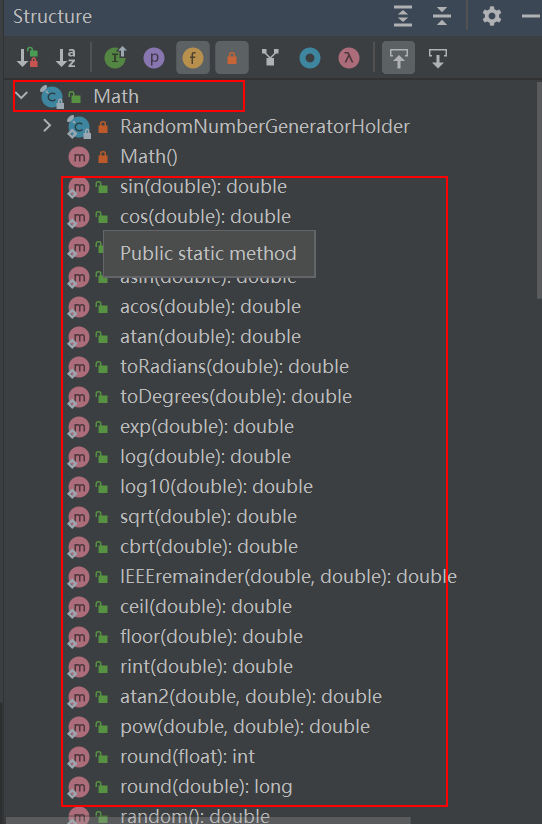 Structure
Math
RandomNumberGeneratorHolder
Math()
sin(double): double
cos(double): double
Public static method
acos(double): double
atan(double): double
toRadians(double): double
toDegrees(double): double
exp(double): double
log(double): double
log10(double): double
sqrt(double): double
cbrt(double): double
IEEEremainder(double, double): double
ceil(double): double
floor(double): double
rint(double): double
atan2(double, double): double
pow(double, double): double
round(float): int
round(double): long
random(): double